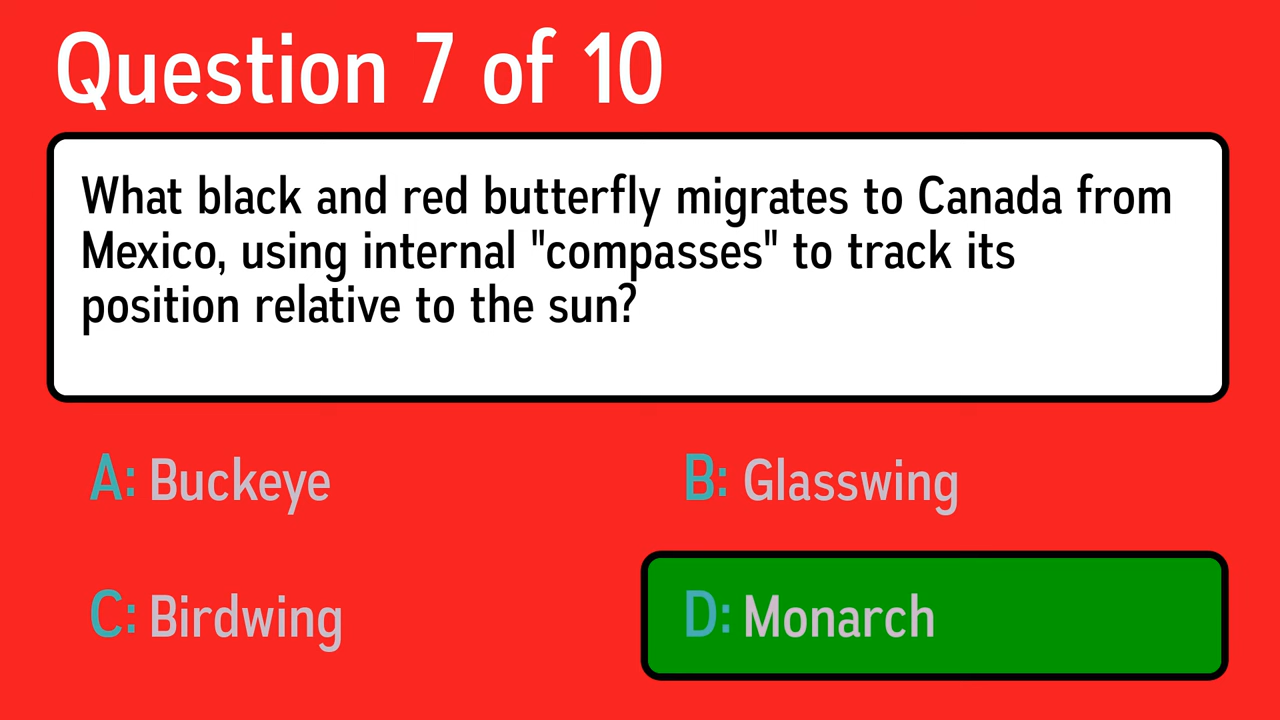 Question 7 of 10
What black and red butterfly migrates to Canada from
Mexico, using internal "compasses" to track its
position relative to the sun?
A: Buckeye
B: Glasswing
C: Birdwing
D: Monarch